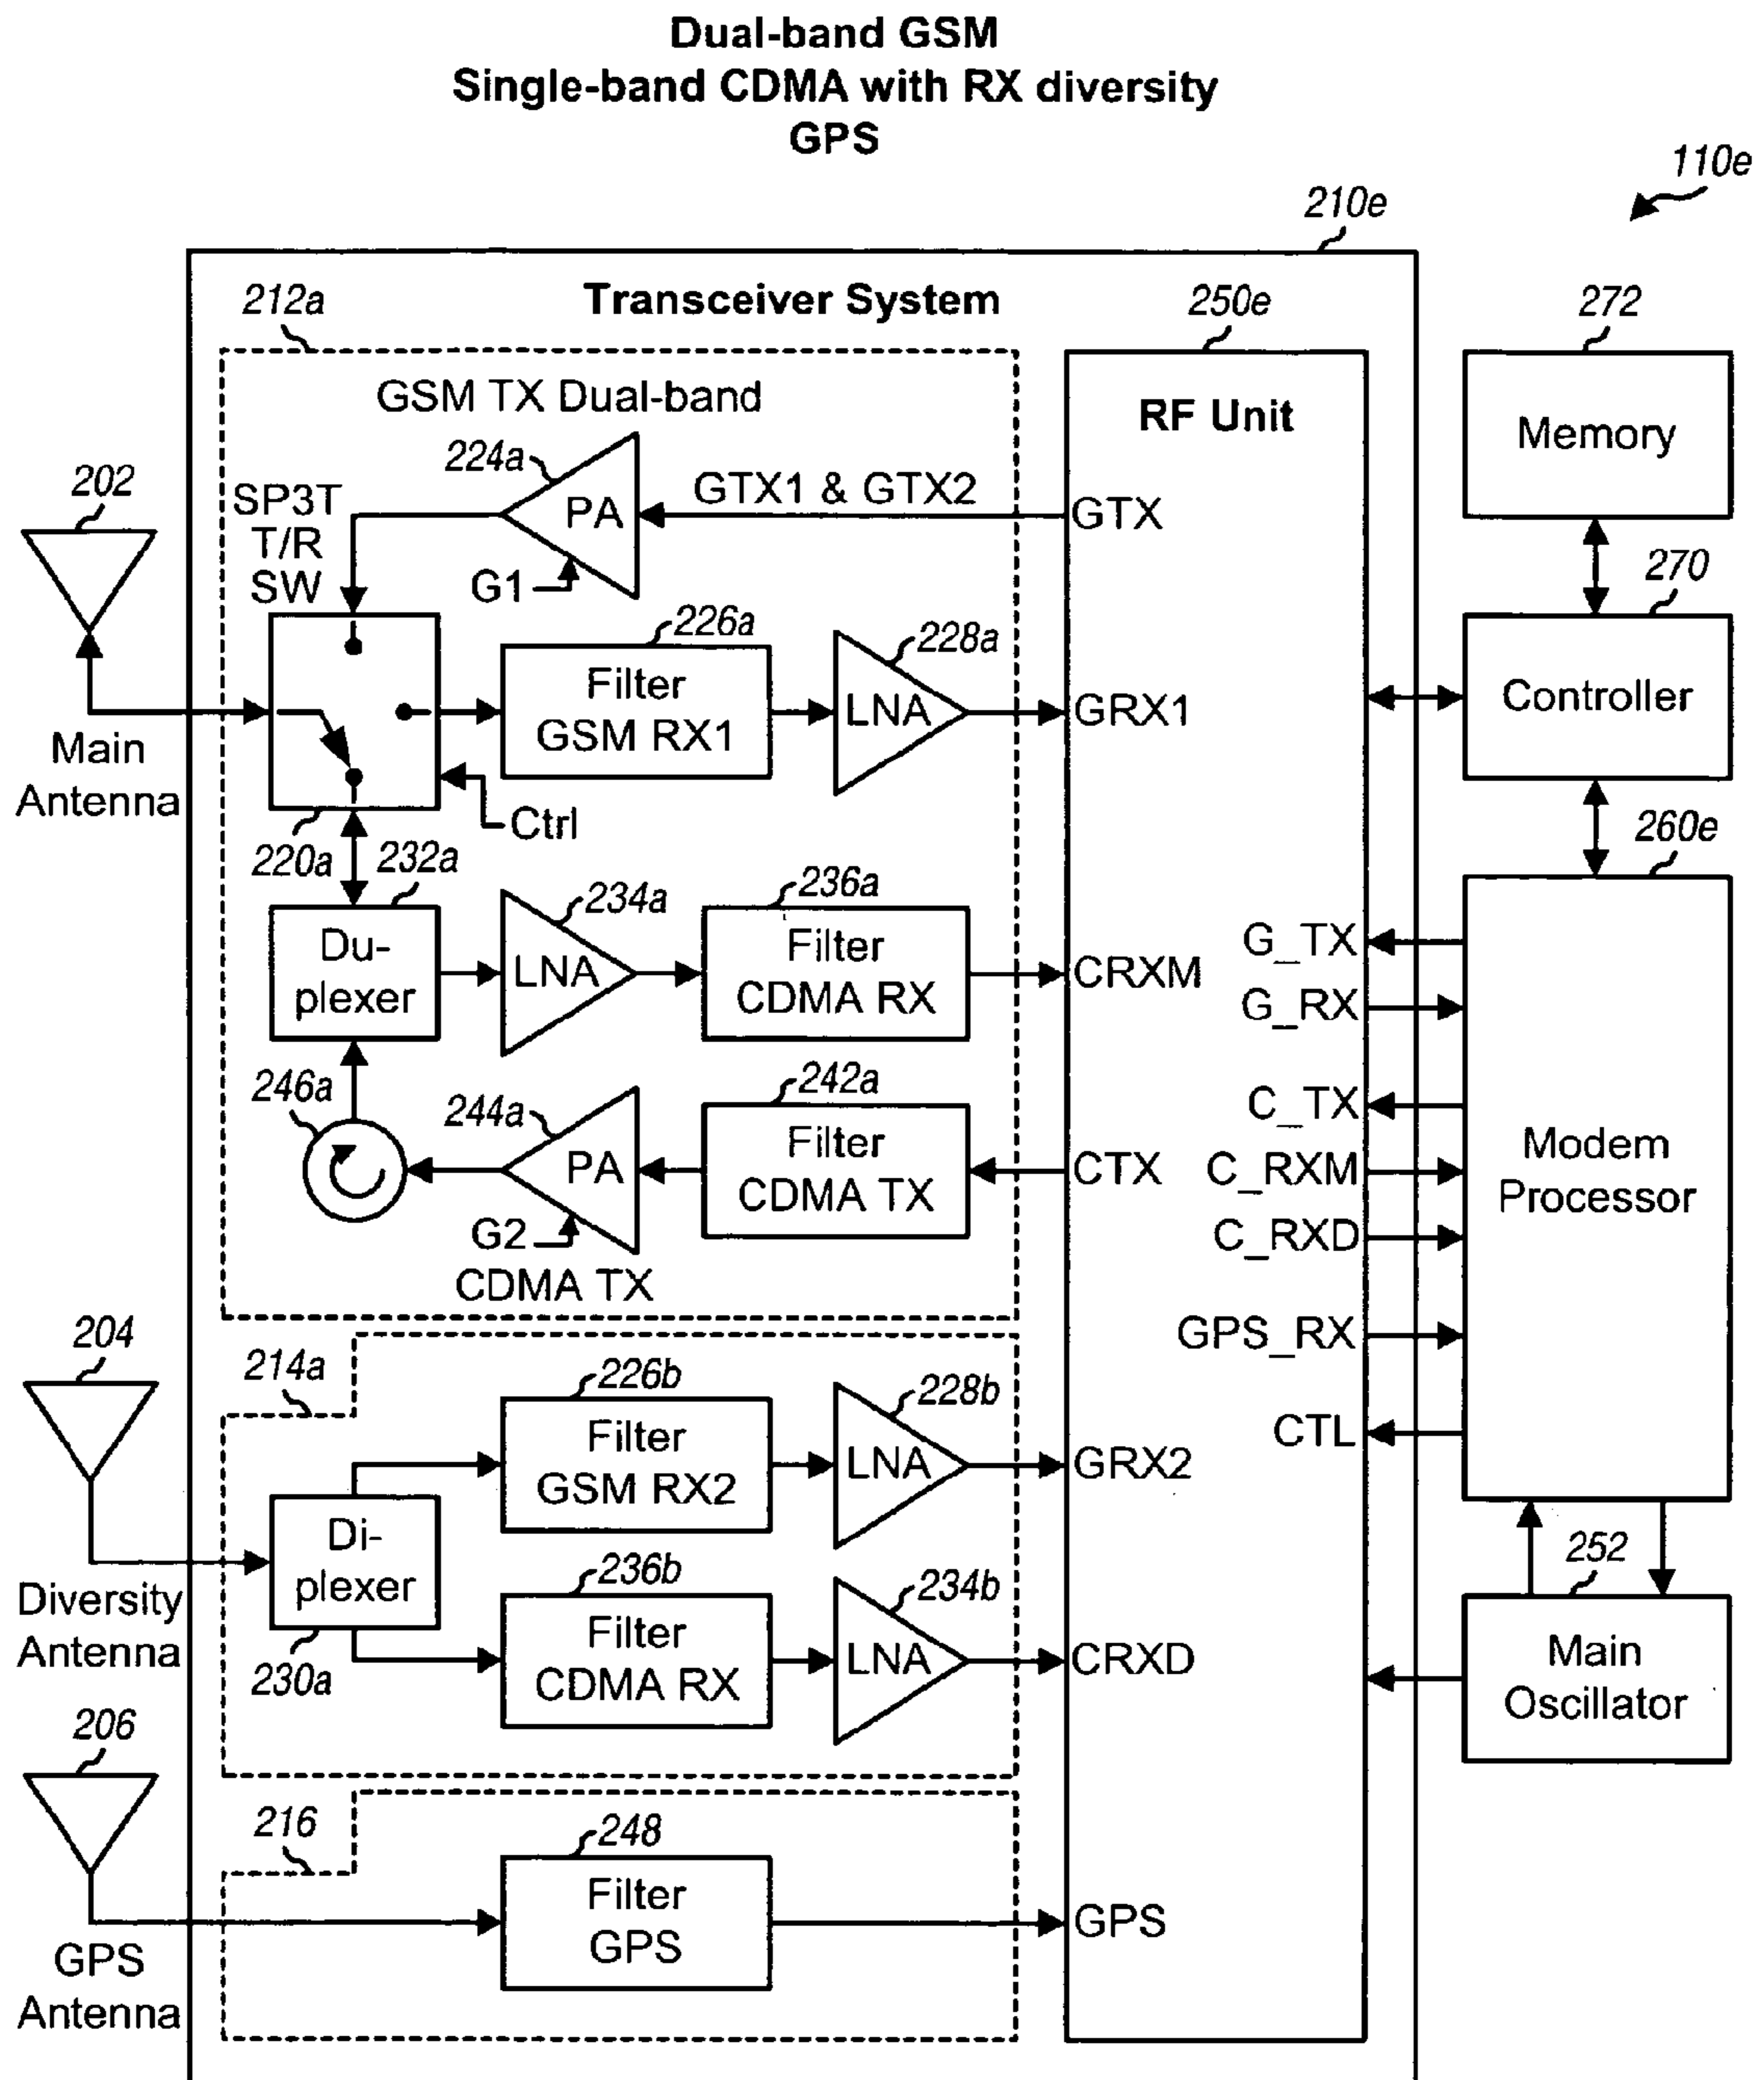 Dual-band GSM
Single-band CDMA with RX diversity
GPS
110e
210e
Transceiver System
212a
250e
272
GSM TX Dual-band
RF Unit
Memory
224a
PA
G1
GTX1 & GTX2
GTX
202
SP3T
T/R
SW
270
Controller
226a
Filter
GSM RX1
228a
LNA
GRX1
Main
Antenna
Ctrl
220a
232a
260e
Du-
plexer
234a
LNA
236a
Filter
CDMA RX
CRXM
G_TX
G_RX
246a
244a
PA
G2
CDMA TX
242a
Filter
CDMA TX
CTX
C_TX
C_RXM
C_RXD
Modem
Processor
GPS_RX
CTL
204
214a
226b
Filter
GSM RX2
228b
LNA
GRX2
Di-
plexer
230a
Diversity
Antenna
236b
Filter
CDMA RX
234b
LNA
CRXD
252
Main
Oscillator
206
216
248
Filter
GPS
GPS
GPS
Antenna